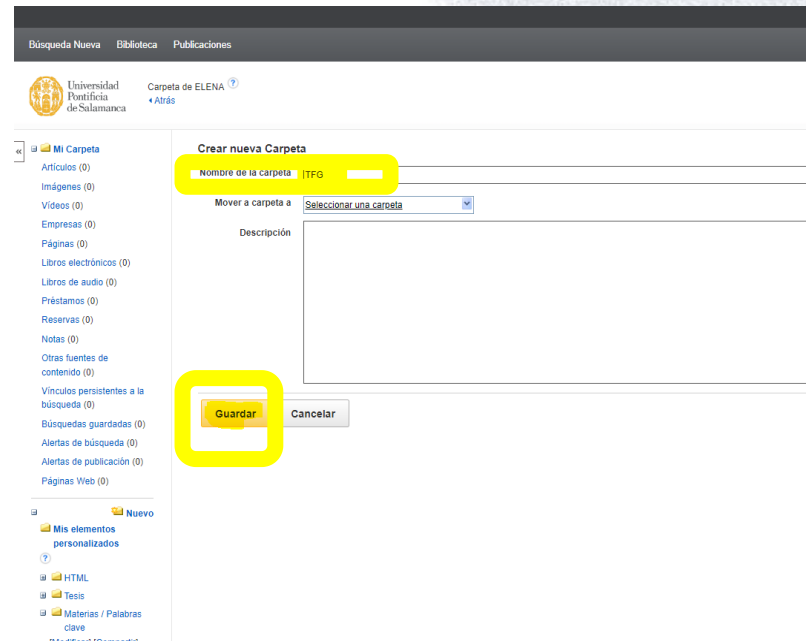 Búsqueda Nueva Biblioteca Publicaciones
Universidad
Pontificia
de Salamanca
Carpeta de ELENA ?
Atrás
«
Mi Carpeta
Artículos (0)
Imágenes (0)
Vídeos (0)
Empresas (0)
Páginas (0)
Libros electrónicos (0)
Libros de audio (0)
Préstamos (0)
Reservas (0)
Notas (0)
Otras fuentes de
contenido (0)
Vínculos persistentes a la
búsqueda (0)
Búsquedas guardadas (0)
Alertas de búsqueda (0)
Alertas de publicación (0)
Páginas Web (0)
Nuevo
Mis elementos
personalizados
?
HTML
Tesis
Materias / Palabras
clave
[Modificar] [Compartir]
Crear nueva Carpeta
Nombre de la carpeta TFG
Mover a carpeta a Seleccionar una carpeta
Descripción
Guardar Cancelar